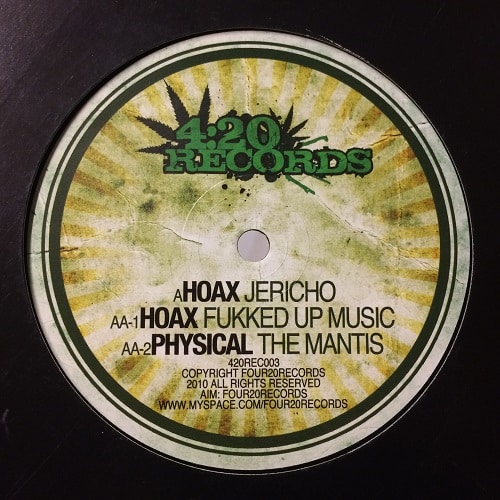 4:20
RECORDS
A HOAX JERICHO
AA-1 HOAX FUKKED UP MUSIC
AA-2 PHYSICAL THE MANTIS
420REC003
COPYRIGHT FOUR20RECORDS
2010 ALL RIGHTS RESERVED
AIM: FOUR20RECORDS
WWW.MYSPACE.COM/FOUR20RECORDS